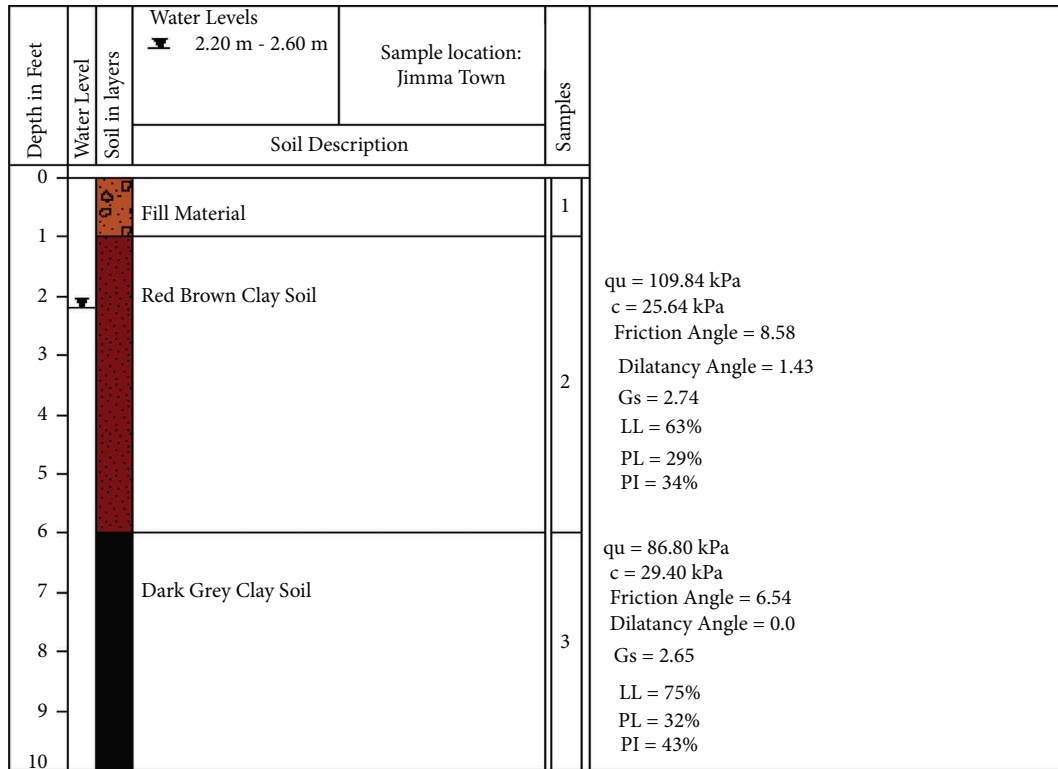 Depth in Feet
Water Level
Soil in layers
Water Levels
2.20 m - 2.60 m
Sample location:
Jimma Town
Soil Description
Samples
0
Fill Material
1
1
2
Red Brown Clay Soil
3
4
5
2
qu = 109.84 kPa
c = 25.64 kPa
Friction Angle = 8.58
Dilatancy Angle = 1.43
Gs = 2.74
LL = 63%
PL = 29%
PI = 34%
6
7
Dark Grey Clay Soil
8
9
10
3
qu = 86.80 kPa
c = 29.40 kPa
Friction Angle = 6.54
Dilatancy Angle = 0.0
Gs = 2.65
LL = 75%
PL = 32%
PI = 43%